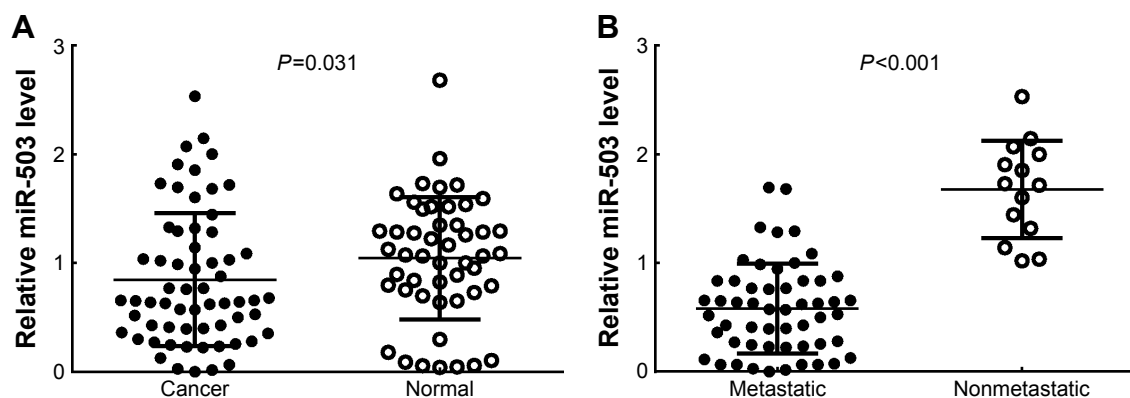 A
Relative miR-503 level
3
2
1
0
P=0.031
Cancer
Normal
B
Relative miR-503 level
3
2
1
0
P<0.001
Metastatic
Nonmetastatic